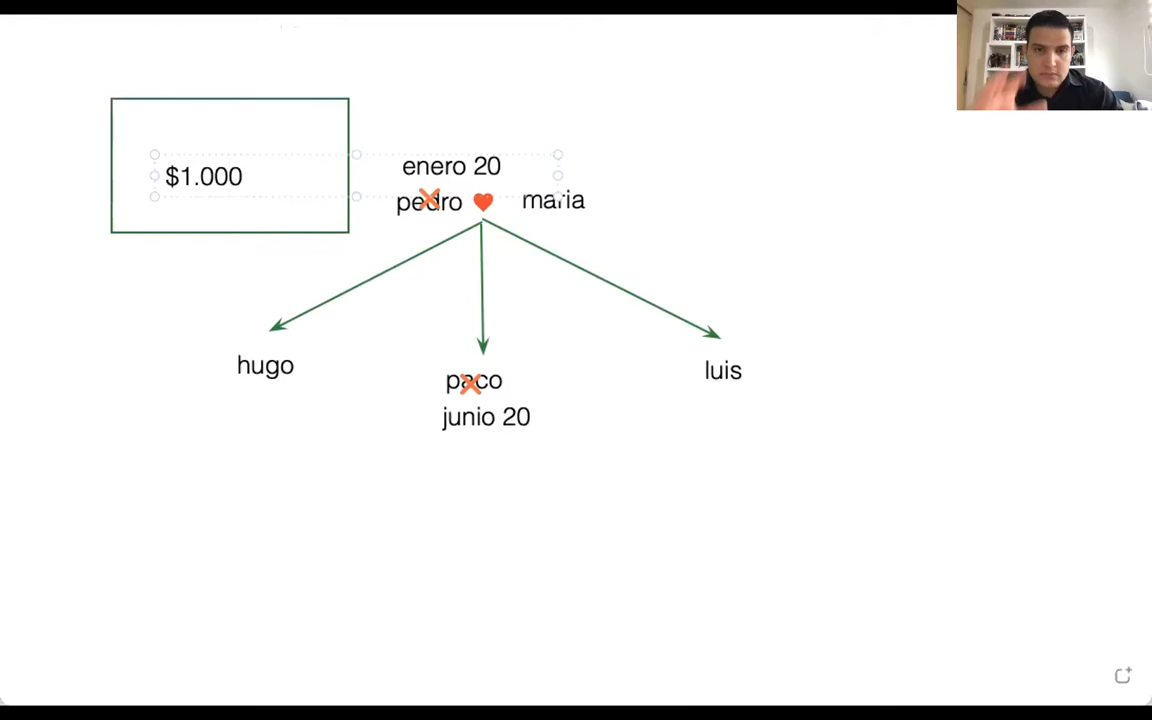 $1.000
enero 20
pedro maria
hugo
paco
luis
junio 20